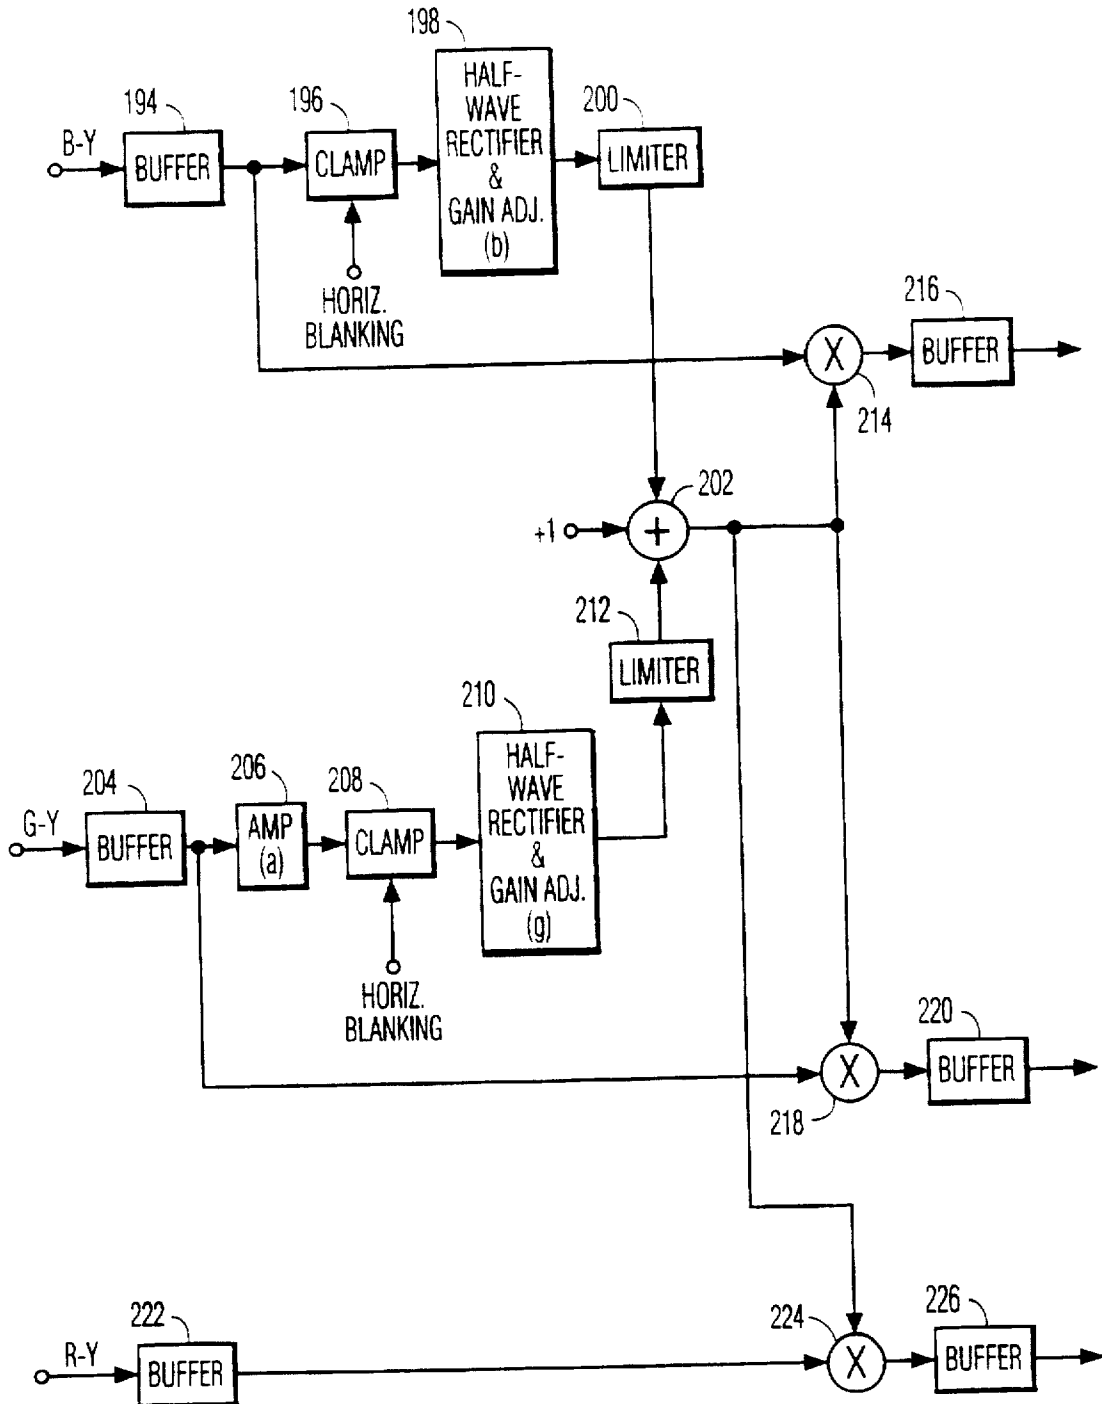 198
HALF-
WAVE
RECTIFIER
&
GAIN ADJ.
(b)
194
B-Y
BUFFER
196
CLAMP
200
LIMITER
HORIZ.
BLANKING
216
BUFFER
X
214
202
+1
+
212
LIMITER
210
HALF-
WAVE
RECTIFIER
&
GAIN ADJ.
(g)
204
G-Y
BUFFER
206
AMP
(a)
208
CLAMP
HORIZ.
BLANKING
220
BUFFER
X
218
222
R-Y
BUFFER
224
X
226
BUFFER